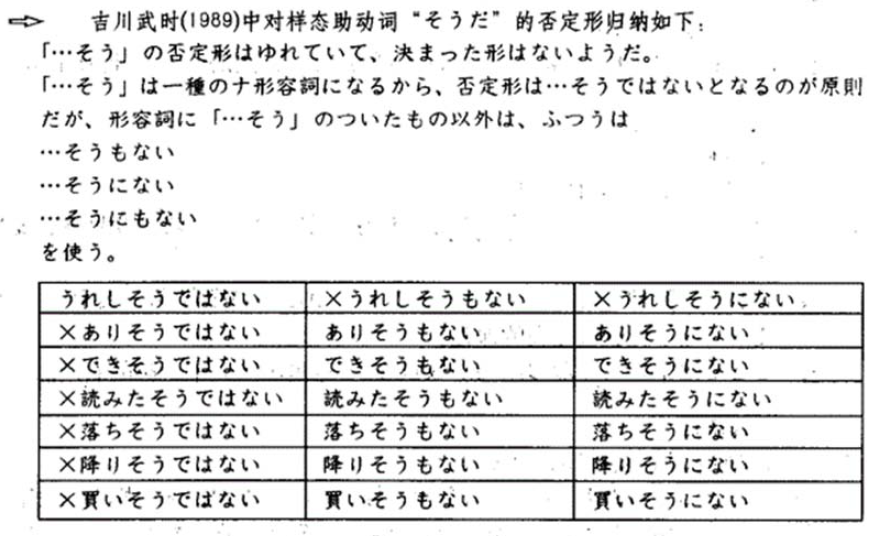 ⇨ 吉川武时(1989)中对样态助动词“そうだ”的否定形归纳如下：
「…そう」の否定形はゆれていて、決まった形はないようだ。
「…そう」は一種のナ形容詞になるから、否定形は…そうではないとなるのが原則
だが、形容詞に「…そう」のついたもの以外は、ふつうは
…そうもない
…そうにない
…そうにもない
を使う。
うれしそうではない ×うれしそうもない ×うれしそうにない
×ありそうではない ありそうもない ありそうにない
×できそうではない できそうもない できそうにない
×読みたそうではない 読みたそうもない 読みたそうにない
×落ちそうではない 落ちそうもない 落ちそうにない
×降りそうではない 降りそうもない 降りそうにない
×買いそうではない 買いそうもない 買いそうにない